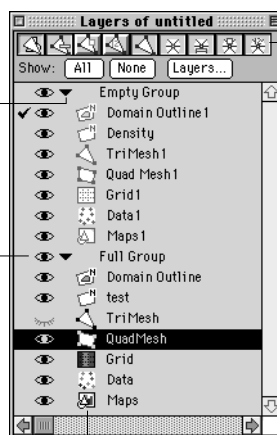 Layers of untitled
Show: All None Layers...
Empty Group
Domain Outline1
Density
TriMesh1
Quad Mesh1
Grid1
Data1
Maps1
Full Group
Domain Outline
test
TriMesh
QuadMesh
Grid
Data
Maps